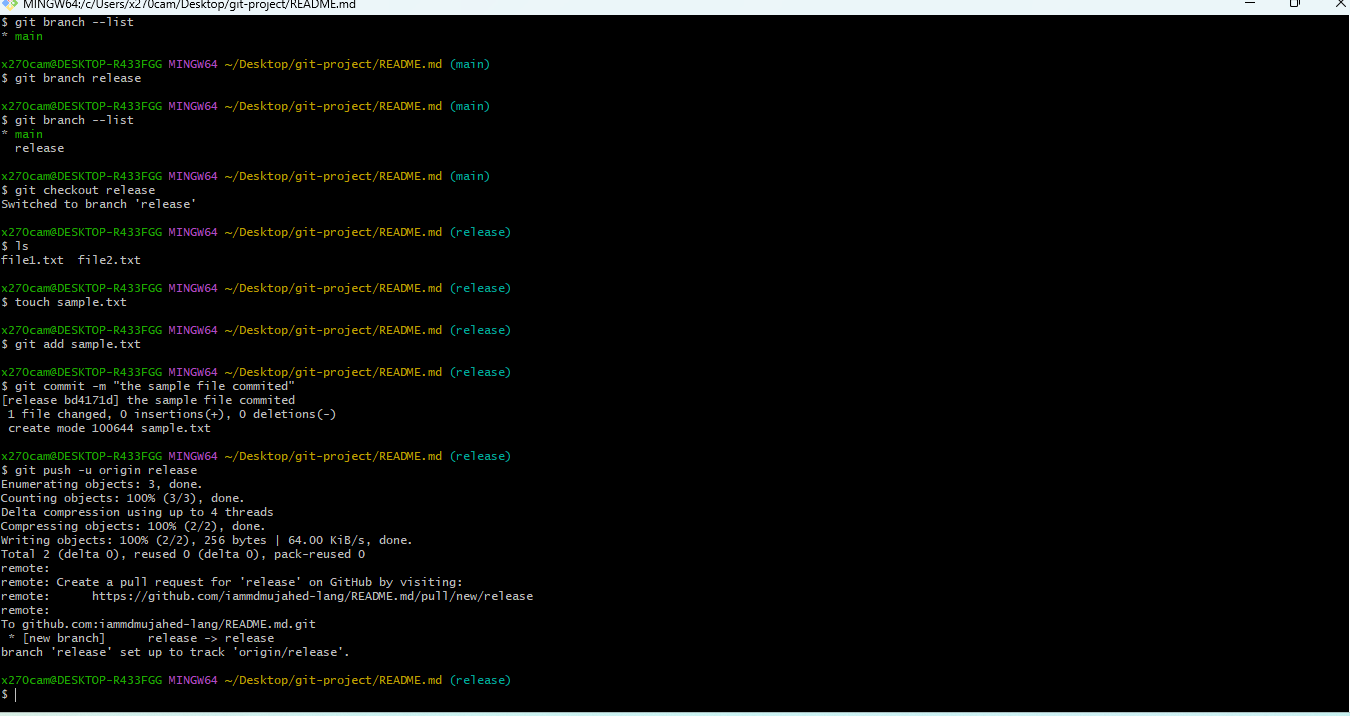 MINGW64:/c/Users/x270cam/Desktop/git-project/README.md
$ git branch --list
* main
x270cam@DESKTOP-R433FGG MINGW64 ~/Desktop/git-project/README.md (main)
$ git branch release
x270cam@DESKTOP-R433FGG MINGW64 ~/Desktop/git-project/README.md (main)
$ git branch --list
* main
  release
x270cam@DESKTOP-R433FGG MINGW64 ~/Desktop/git-project/README.md (main)
$ git checkout release
Switched to branch 'release'
x270cam@DESKTOP-R433FGG MINGW64 ~/Desktop/git-project/README.md (release)
$ ls
file1.txt  file2.txt
x270cam@DESKTOP-R433FGG MINGW64 ~/Desktop/git-project/README.md (release)
$ touch sample.txt
x270cam@DESKTOP-R433FGG MINGW64 ~/Desktop/git-project/README.md (release)
$ git add sample.txt
x270cam@DESKTOP-R433FGG MINGW64 ~/Desktop/git-project/README.md (release)
$ git commit -m "the sample file commited"
[release bd4171d] the sample file commited
 1 file changed, 0 insertions(+), 0 deletions(-)
 create mode 100644 sample.txt
x270cam@DESKTOP-R433FGG MINGW64 ~/Desktop/git-project/README.md (release)
$ git push -u origin release
Enumerating objects: 3, done.
Counting objects: 100% (3/3), done.
Delta compression using up to 4 threads
Compressing objects: 100% (2/2), done.
Writing objects: 100% (2/2), 256 bytes | 64.00 KiB/s, done.
Total 2 (delta 0), reused 0 (delta 0), pack-reused 0
remote:
remote: Create a pull request for 'release' on GitHub by visiting:
remote:      https://github.com/iammdmujahed-lang/README.md/pull/new/release
remote:
To github.com:iammdmujahed-lang/README.md.git
 * [new branch]      release -> release
branch 'release' set up to track 'origin/release'.
x270cam@DESKTOP-R433FGG MINGW64 ~/Desktop/git-project/README.md (release)
$